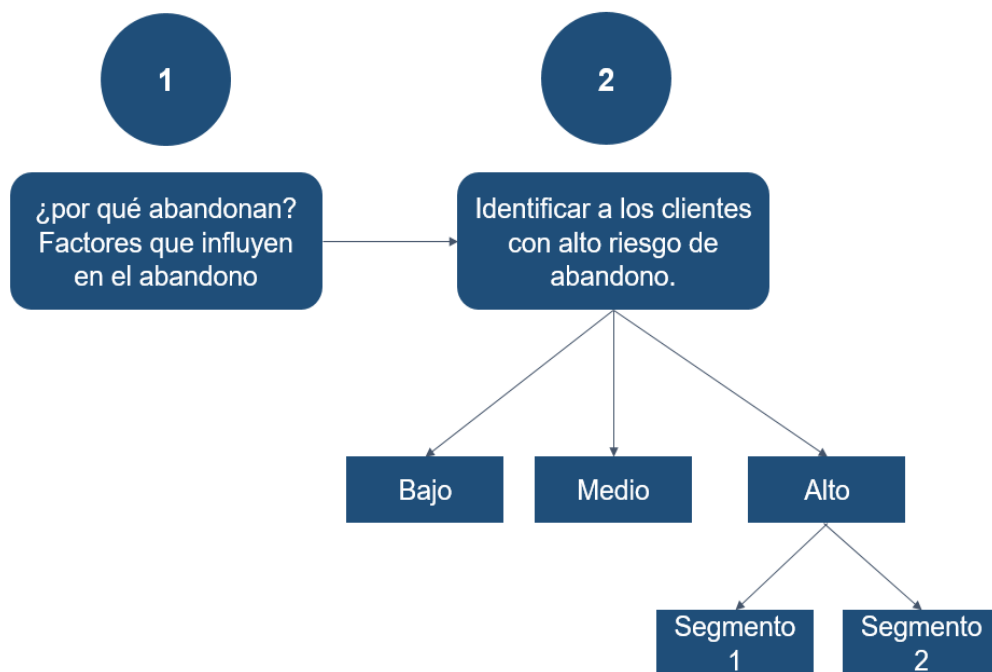 1
2
¿por qué abandonan?
Factores que influyen
en el abandono
Identificar a los clientes
con alto riesgo de
abandono.
Bajo
Medio
Alto
Segmento
1
Segmento
2